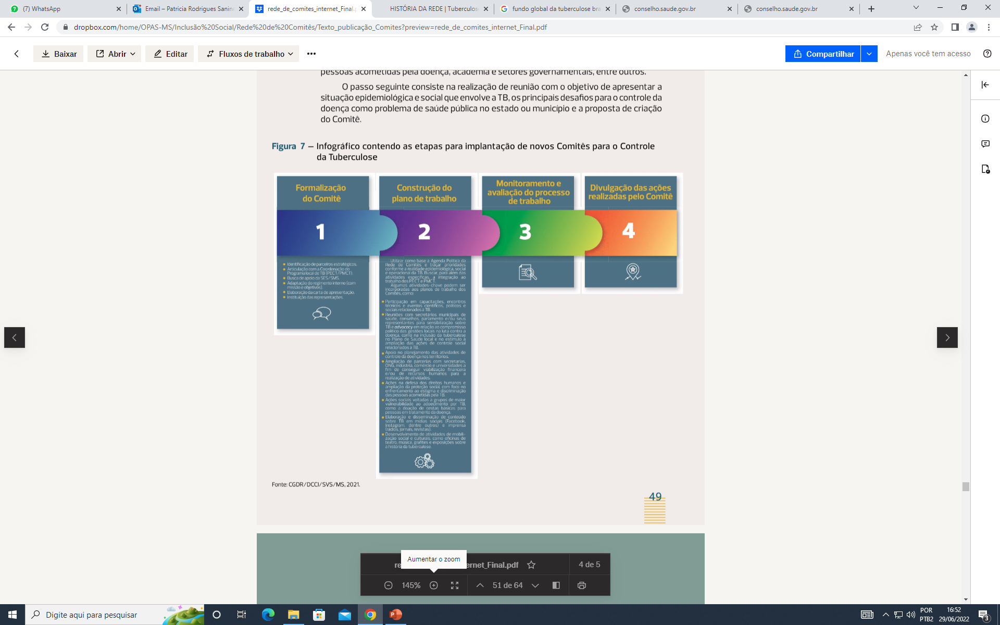 (7) WhatsApp
Email – Patricia Rodrigues Sanin
rede_de_comites_internet_Final.p
HISTÓRIA DA REDE | Tuberculos
fundo global da tuberculose bra
conselho.saude.gov.br
conselho.saude.gov.br
dropbox.com/home/OPAS-MS/Inclusão%20Social/Rede%20de%20Comitês/Texto_publicação_Comites?preview=rede_de_comites_internet_Final.pdf
Baixar
Abrir
Editar
Fluxos de trabalho
Compartilhar
Apenas você tem acesso
pessoas acometidas pela doença, academia e setores governamentais, entre outros.
O passo seguinte consiste na realização de reunião com o objetivo de apresentar a
situação epidemiológica e social que envolve a TB, os principais desafios para o controle da
doença como problema de saúde pública no estado ou município e a proposta de criação
do Comitê.
Figura 7 – Infográfico contendo as etapas para implantação de novos Comitês para o Controle
da Tuberculose
Formalização
do Comitê
1
Identificação de parceiros estratégicos.
Articulação com a Coordenação do
Programa local de TB (PECT/PMCT).
Busca de apoio da SES/SMS.
Adaptação do regimento interno (com
missão e objetivos).
Elaboração da carta de apresentação.
Instituição das representações.
Construção do
plano de trabalho
2
Utilizar como base a Agenda Política da
Rede de Comitês e traçar prioridades
conforme a realidade epidemiológica, social
e operacional da TB. Buscar, para além das
atividades específicas, a integração ao
trabalho dos PECT e PMCT.
Algumas atividades-chave podem ser
incorporadas aos planos de trabalho dos
Comitês, como:
Participação em capacitações, encontros
técnicos e eventos científicos, políticos e
sociais relacionados à TB.
Reuniões com secretários municipais de
saúde, conselhos, parlamento e/ou seus
representantes para sensibilização sobre
TB e advocacy em relação ao compromisso
político das gestões locais na luta contra a
doença, como na inclusão da tuberculose
no Plano de Saúde local e no estímulo à
ampliação das ações de controle social
relacionados à TB.
Apoio no planejamento das atividades de
controle da doença nos territórios.
Ampliação de parcerias com secretarias,
ONG, indústria, comércio e universidades a
fim de conseguir viabilização financeira
e/ou de recursos humanos para a
realização de atividades.
Ações na defesa dos direitos humanos e
ampliação da proteção social, com foco no
enfrentamento ao estigma e discriminação
das pessoas acometidas pela TB.
Ações sociais voltadas a grupos de maior
vulnerabilidade ao adoecimento por TB,
como a doação de cestas básicas para
pessoas em tratamento da doença.
Elaboração e disseminação de conteúdo
sobre TB em mídias sociais (Facebook,
Instagram, dentre outros) e imprensa
(rádios, jornais, revistas).
Desenvolvimento de atividades de mobili-
zação social e culturais, como oficinas de
teatro, música, grafites e exposições sobre
a história da tuberculose.
Monitoramento e
avaliação do processo
de trabalho
3
Divulgação das ações
realizadas pelo Comitê
4
Fonte: CGDR/DCCI/SVS/MS, 2021.
49
Aumentar o zoom
re
ernet_Final.pdf
4 de 5
145%
51 de 64
Digite aqui para pesquisar
POR
PTB2
16:52
29/06/2022
3